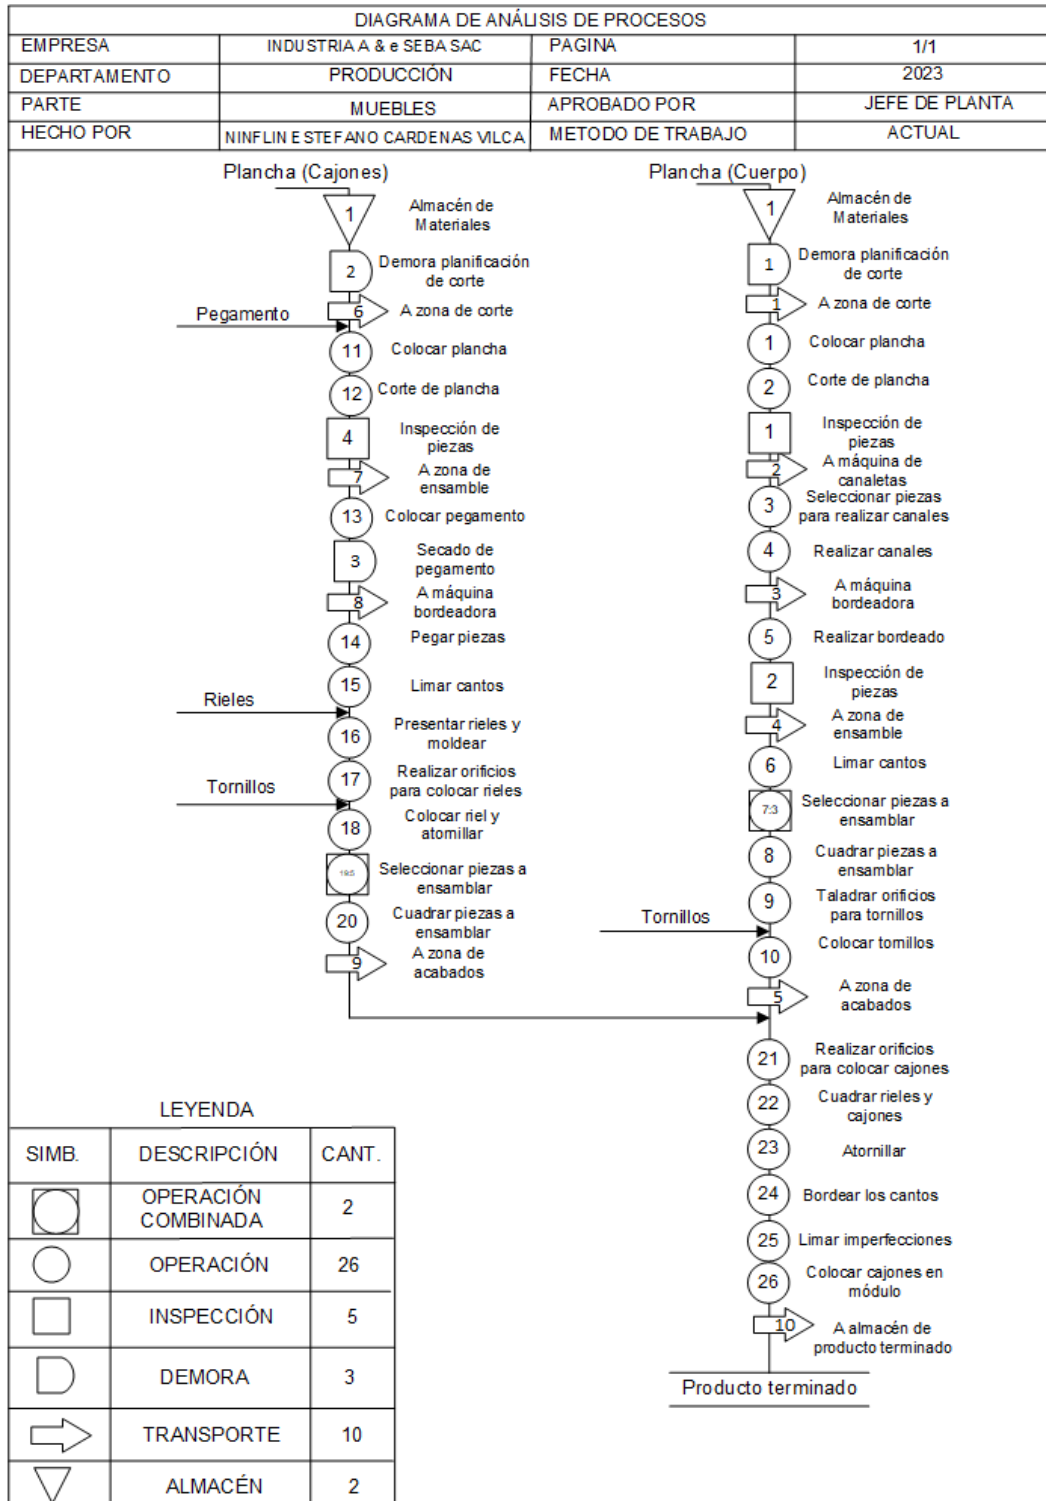 DIAGRAMA DE ANÁLISIS DE PROCESOS
EMPRESA
INDUSTRIA A & e SEBA SAC
PAGINA
1/1
DEPARTAMENTO
PRODUCCIÓN
FECHA
2023
PARTE
MUEBLES
APROBADO POR
JEFE DE PLANTA
HECHO POR
NINFLIN ESTEFANO CARDENAS VILCA
METODO DE TRABAJO
ACTUAL
Plancha (Cajones)
1
Almacén de
Materiales
2
Demora planificación
de corte
6
A zona de corte
Pegamento
11
Colocar plancha
12
Corte de plancha
4
Inspección de
piezas
7
A zona de
ensamble
13
Colocar pegamento
3
Secado de
pegamento
8
A máquina
bordeadora
14
Pegar piezas
15
Limar cantos
Rieles
16
Presentar rieles y
moldear
17
Realizar orificios
para colocar rieles
Tornillos
18
Colocar riel y
atornillar
19:5
Seleccionar piezas a
ensamblar
20
Cuadrar piezas a
ensamblar
9
A zona de
acabados
Plancha (Cuerpo)
1
Almacén de
Materiales
1
Demora planificación
de corte
1
A zona de corte
1
Colocar plancha
2
Corte de plancha
1
Inspección de
piezas
2
A máquina de
canaletas
3
Seleccionar piezas
para realizar canales
4
Realizar canales
3
A máquina
bordeadora
5
Realizar bordeado
2
Inspección de
piezas
4
A zona de
ensamble
6
Limar cantos
7:3
Seleccionar piezas a
ensamblar
8
Cuadrar piezas a
ensamblar
9
Taladrar orificios
para tornillos
Tornillos
10
Colocar tornillos
5
A zona de
acabados
21
Realizar orificios
para colocar cajones
22
Cuadrar rieles y
cajones
23
Atornillar
24
Bordear los cantos
25
Limar imperfecciones
26
Colocar cajones en
módulo
10
A almacén de
producto terminado
Producto terminado
LEYENDA
SIMB.
DESCRIPCIÓN
CANT.
OPERACIÓN
COMBINADA
2
OPERACIÓN
26
INSPECCIÓN
5
DEMORA
3
TRANSPORTE
10
ALMACÉN
2